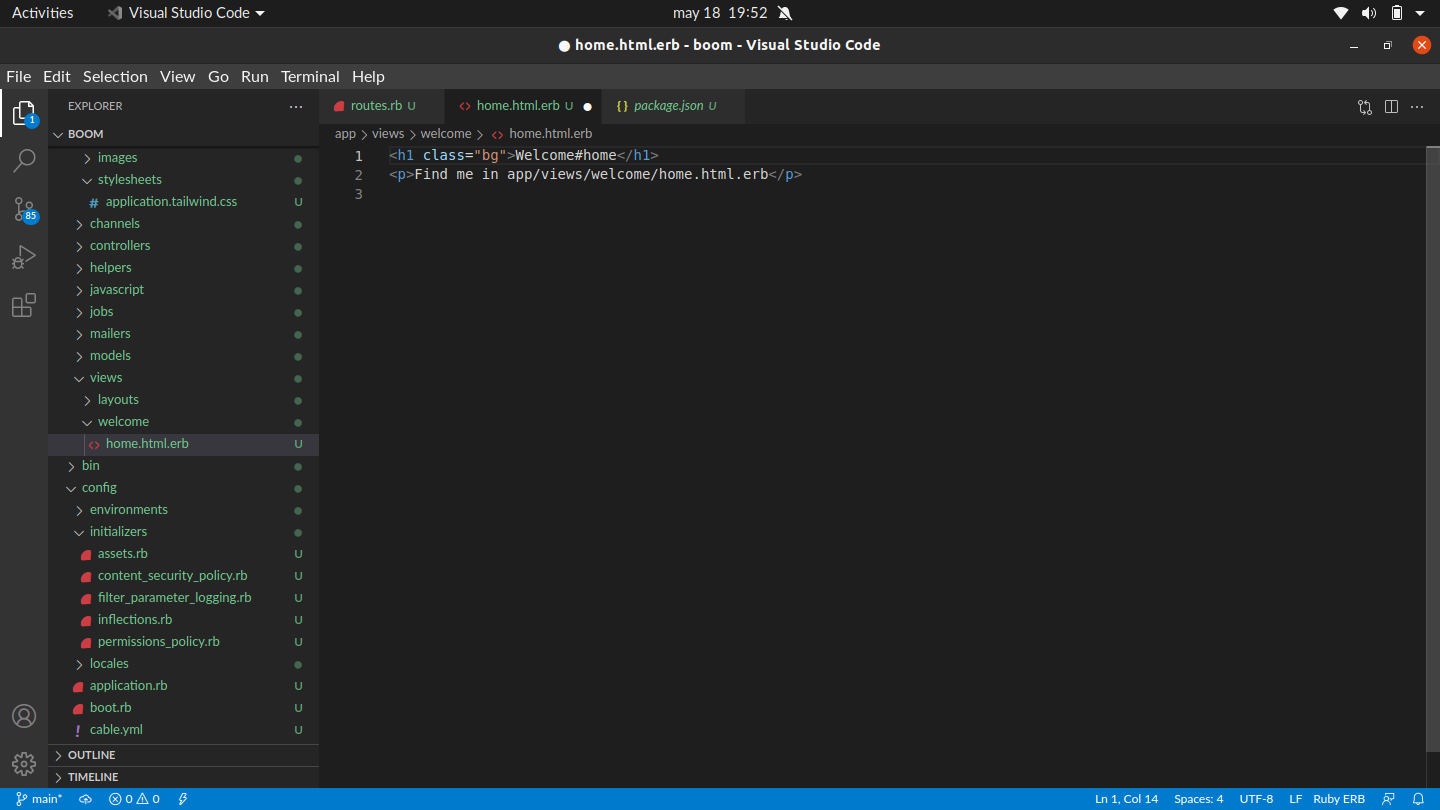 Activities Visual Studio Code may 18 19:52
home.html.erb - boom - Visual Studio Code
File Edit Selection View Go Run Terminal Help
EXPLORER
routes.rb U home.html.erb U package.json U
BOOM
app views welcome home.html.erb
1
85
images
stylesheets
# application.tailwind.css U
channels
controllers
helpers
javascript
jobs
mailers
models
views
layouts
welcome
home.html.erb U
bin
config
environments
initializers
assets.rb U
content_security_policy.rb U
filter_parameter_logging.rb U
inflections.rb U
permissions_policy.rb U
locales
application.rb U
boot.rb U
! cable.yml U
OUTLINE
TIMELINE
1 <h1 class="bg">Welcome#home</h1>
2 <p>Find me in app/views/welcome/home.html.erb</p>
3
main* 0 0 Ln 1, Col 14 Spaces: 4 UTF-8 LF Ruby ERB